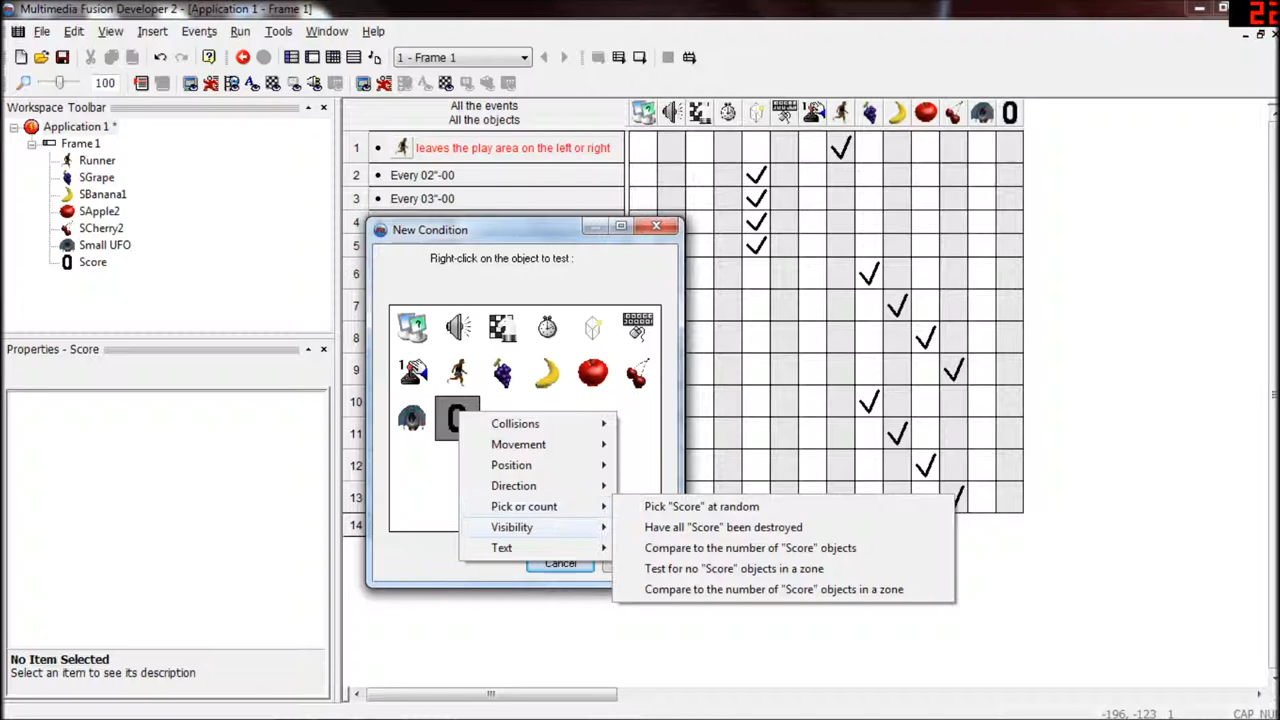 Multimedia Fusion Developer 2 - [Application 1 - Frame 1]
File Edit View Insert Events Run Tools Window Help
1 - Frame 1
100
Workspace Toolbar
Application 1 *
Frame 1
Runner
SGrape
SBanana1
SApple2
SCherry2
Small UFO
0 Score
Properties - Score
No Item Selected
Select an item to see its description
All the events
All the objects
0
1 • leaves the play area on the left or right
2 • Every 02"-00
3 • Every 03"-00
4
5
6
7
8
9
10
11
12
13
14
New Condition
Right-click on the object to test :
1
0
Cancel
Collisions
Movement
Position
Direction
Pick or count
Visibility
Text
Pick "Score" at random
Have all "Score" been destroyed
Compare to the number of "Score" objects
Test for no "Score" objects in a zone
Compare to the number of "Score" objects in a zone
-196, -123 1
CAP